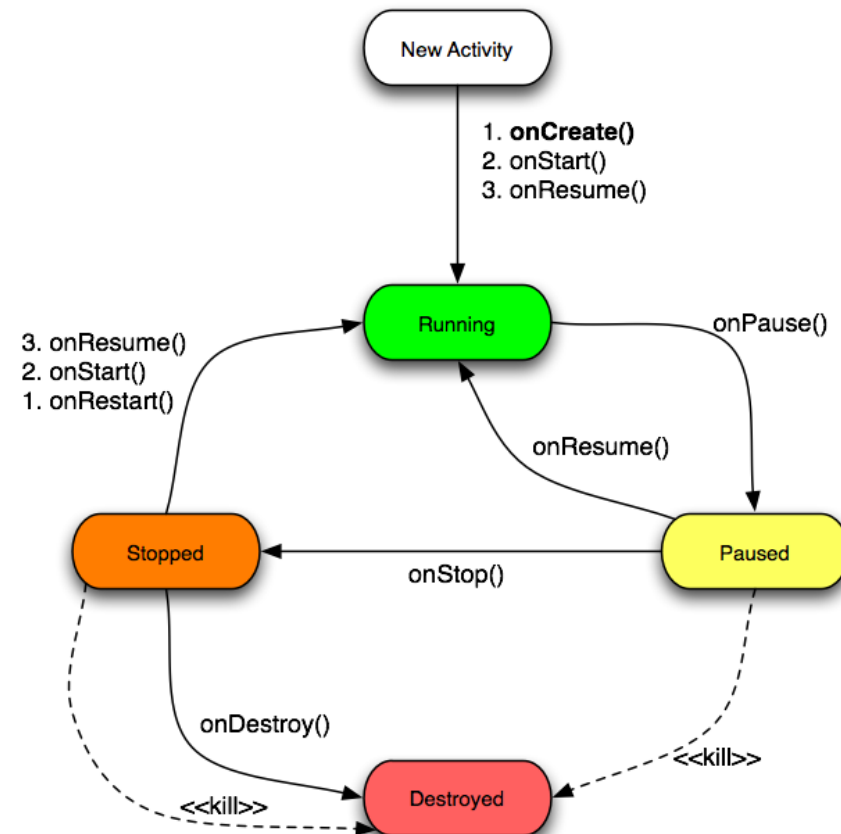 New Activity
1. onCreate()
2. onStart()
3. onResume()
Running
onPause()
3. onResume()
2. onStart()
1. onRestart()
onResume()
Stopped
Paused
onStop()
onDestroy()
<<kill>>
<<kill>>
Destroyed